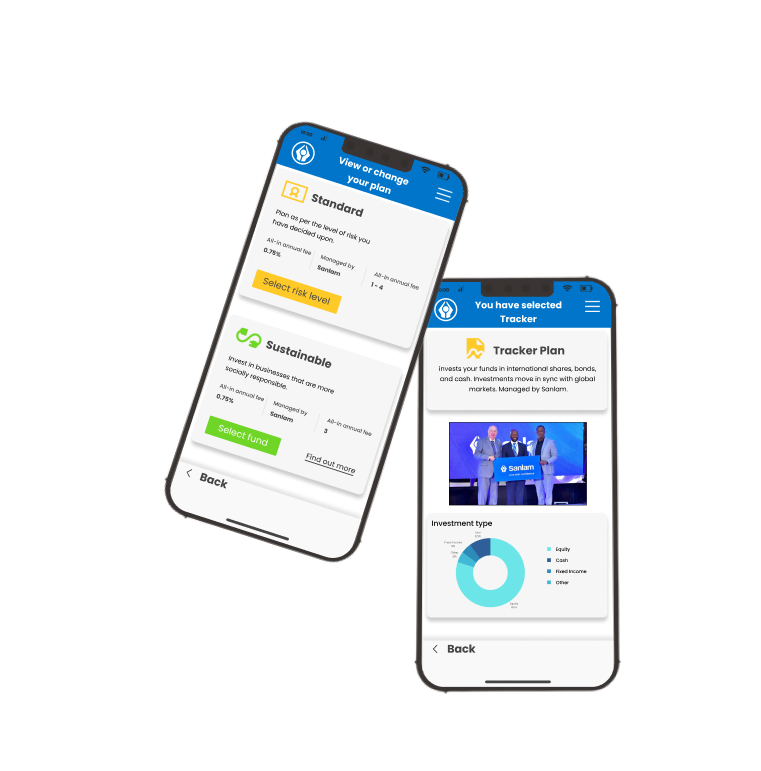 View or change
your plan
Standard
Plan as per the level of risk you
have decided upon.
All-in annual fee
0.75%
Managed by
Sanlam
All-in annual fee
1 - 4
Select risk level
Sustainable
Invest in businesses that are more
socially responsible.
All-in annual fee
0.75%
Managed by
Sanlam
All-in annual fee
3
Select fund
Find out more
Back
You have selected
Tracker
Tracker Plan
invests your funds in international shares, bonds,
and cash. Investments move in sync with global
markets. Managed by Sanlam.
Sanlam
Investment type
Fixed Income
Cash
Other
Equity
Equity
Cash
Fixed Income
Other
Back